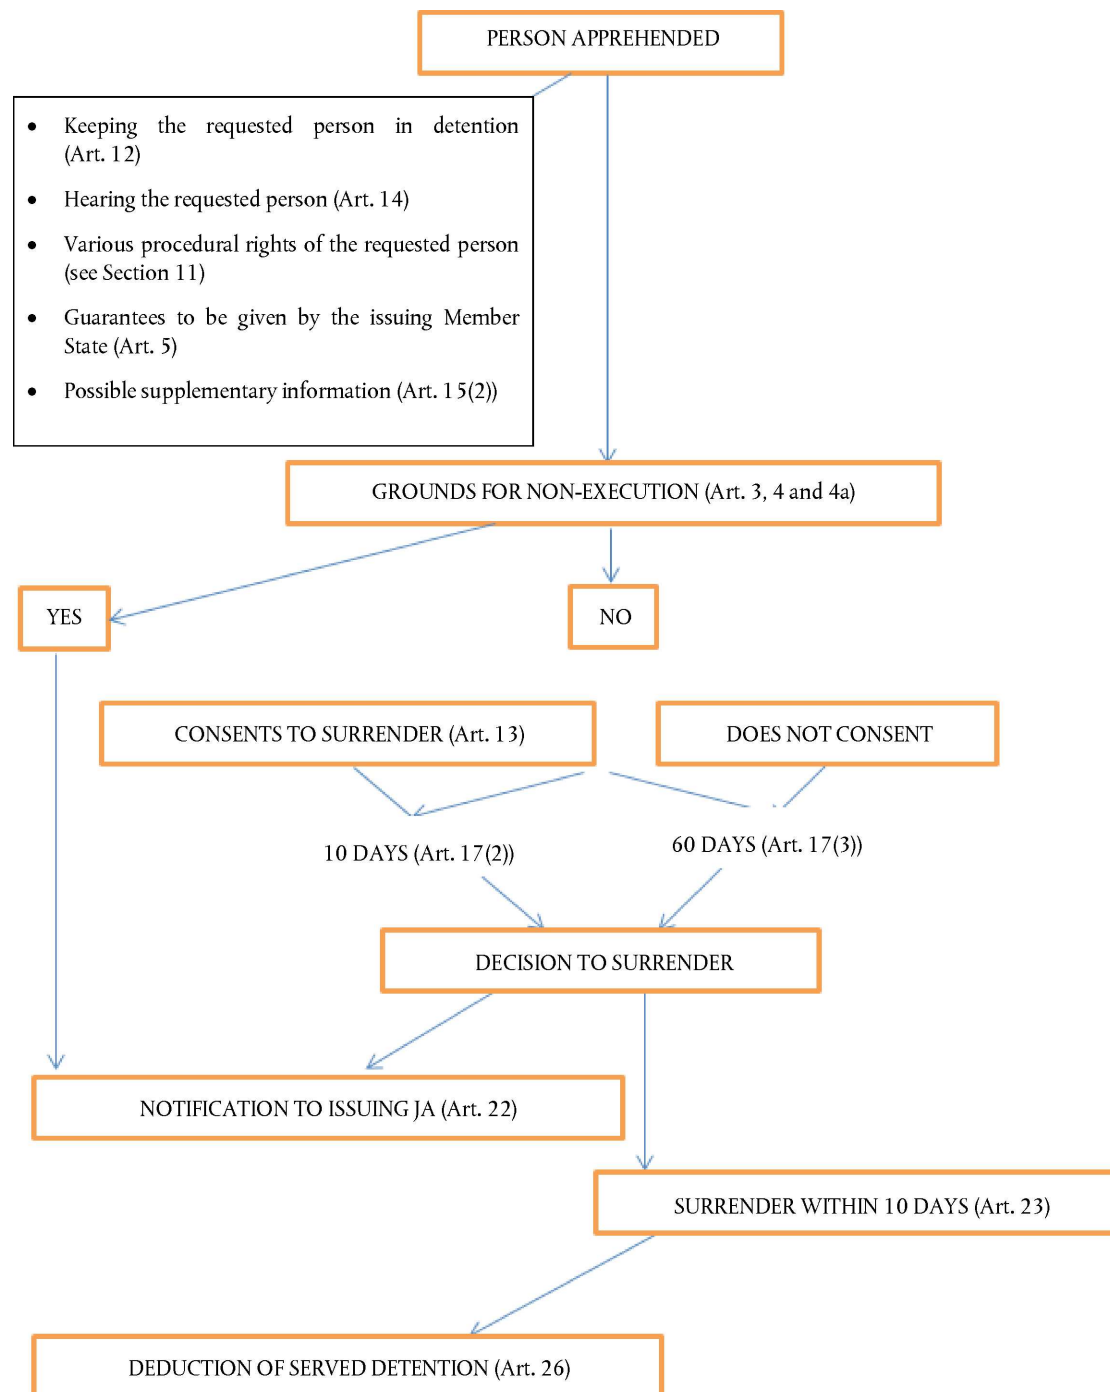 PERSON APPREHENDED
• Keeping the requested person in detention
(Art. 12)
• Hearing the requested person (Art. 14)
• Various procedural rights of the requested person
(see Section 11)
• Guarantees to be given by the issuing Member
State (Art. 5)
• Possible supplementary information (Art. 15(2))
GROUNDS FOR NON-EXECUTION (Art. 3, 4 and 4a)
YES
NO
CONSENTS TO SURRENDER (Art. 13)
DOES NOT CONSENT
10 DAYS (Art. 17(2))
60 DAYS (Art. 17(3))
DECISION TO SURRENDER
NOTIFICATION TO ISSUING JA (Art. 22)
SURRENDER WITHIN 10 DAYS (Art. 23)
DEDUCTION OF SERVED DETENTION (Art. 26)